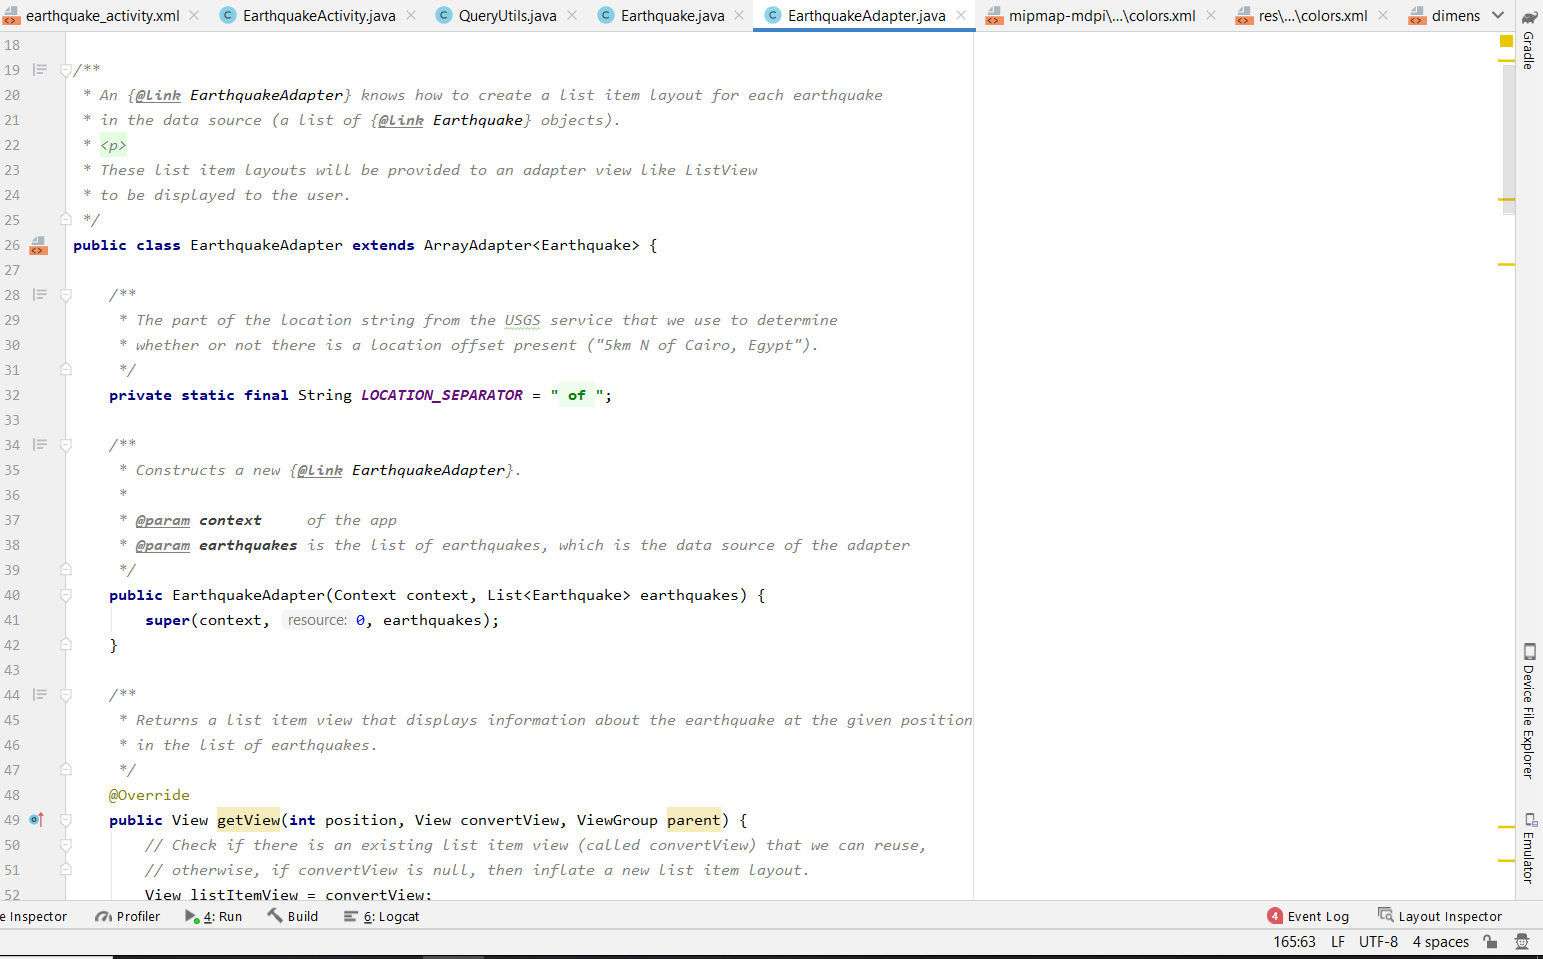 earthquake_activity.xml EarthquakeActivity.java QueryUtils.java Earthquake.java EarthquakeAdapter.java mipmap-mdpi\...\colors.xml res\...\colors.xml dimens
Gradle
18
19 /**
20 * An {@link EarthquakeAdapter} knows how to create a list item layout for each earthquake
21 * in the data source (a list of {@link Earthquake} objects).
22 * <p>
23 * These list item layouts will be provided to an adapter view like ListView
24 * to be displayed to the user.
25 */
26 public class EarthquakeAdapter extends ArrayAdapter<Earthquake> {
27
28 /**
29 * The part of the location string from the USGS service that we use to determine
30 * whether or not there is a location offset present ("5km N of Cairo, Egypt").
31 */
32 private static final String LOCATION_SEPARATOR = " of ";
33
34 /**
35 * Constructs a new {@link EarthquakeAdapter}.
36 *
37 * @param context     of the app
38 * @param earthquakes is the list of earthquakes, which is the data source of the adapter
39 */
40 public EarthquakeAdapter(Context context, List<Earthquake> earthquakes) {
41 super(context, resource: 0, earthquakes);
42 }
43
44 /**
45 * Returns a list item view that displays information about the earthquake at the given position
46 * in the list of earthquakes.
47 */
48 @Override
49 public View getView(int position, View convertView, ViewGroup parent) {
50 // Check if there is an existing list item view (called convertView) that we can reuse,
51 // otherwise, if convertView is null, then inflate a new list item layout.
52 View listItemView = convertView;
Device File Explorer
Emulator
e Inspector Profiler 4: Run Build 6: Logcat 4 Event Log Layout Inspector
165:63 LF UTF-8 4 spaces